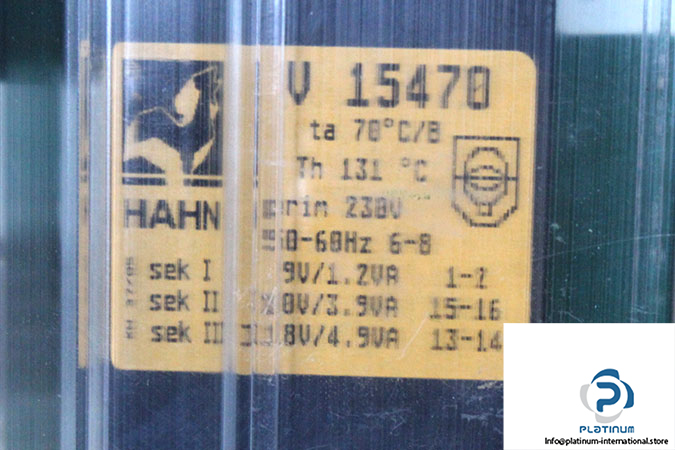 V 15470
ta 70°C/B
Th 131 °C
HAHN
prim 230V
50-60Hz 6-8
sek I 9V/1.2VA 1-2
sek II 15-16
sek III 13-14
PLATINUM
Info@platinum-international.store